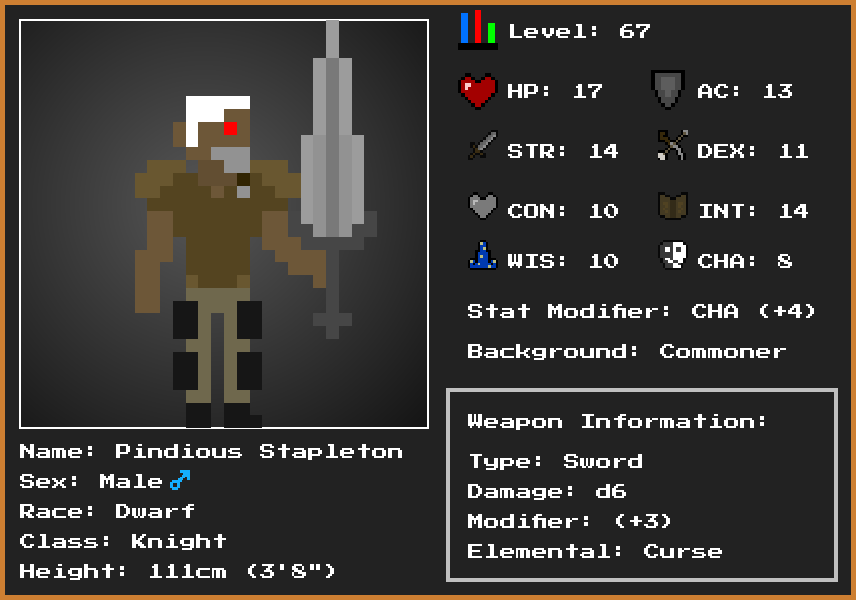 Level: 67
HP: 17
AC: 13
STR: 14
DEX: 11
CON: 10
INT: 14
WIS: 10
CHA: 8
Stat Modifier: CHA (+4)
Background: Commoner
Weapon Information:
Type: Sword
Damage: d6
Modifier: (+3)
Elemental: Curse
Name: Pindious Stapleton
Sex: Male ♂
Race: Dwarf
Class: Knight
Height: 111cm (3'8")